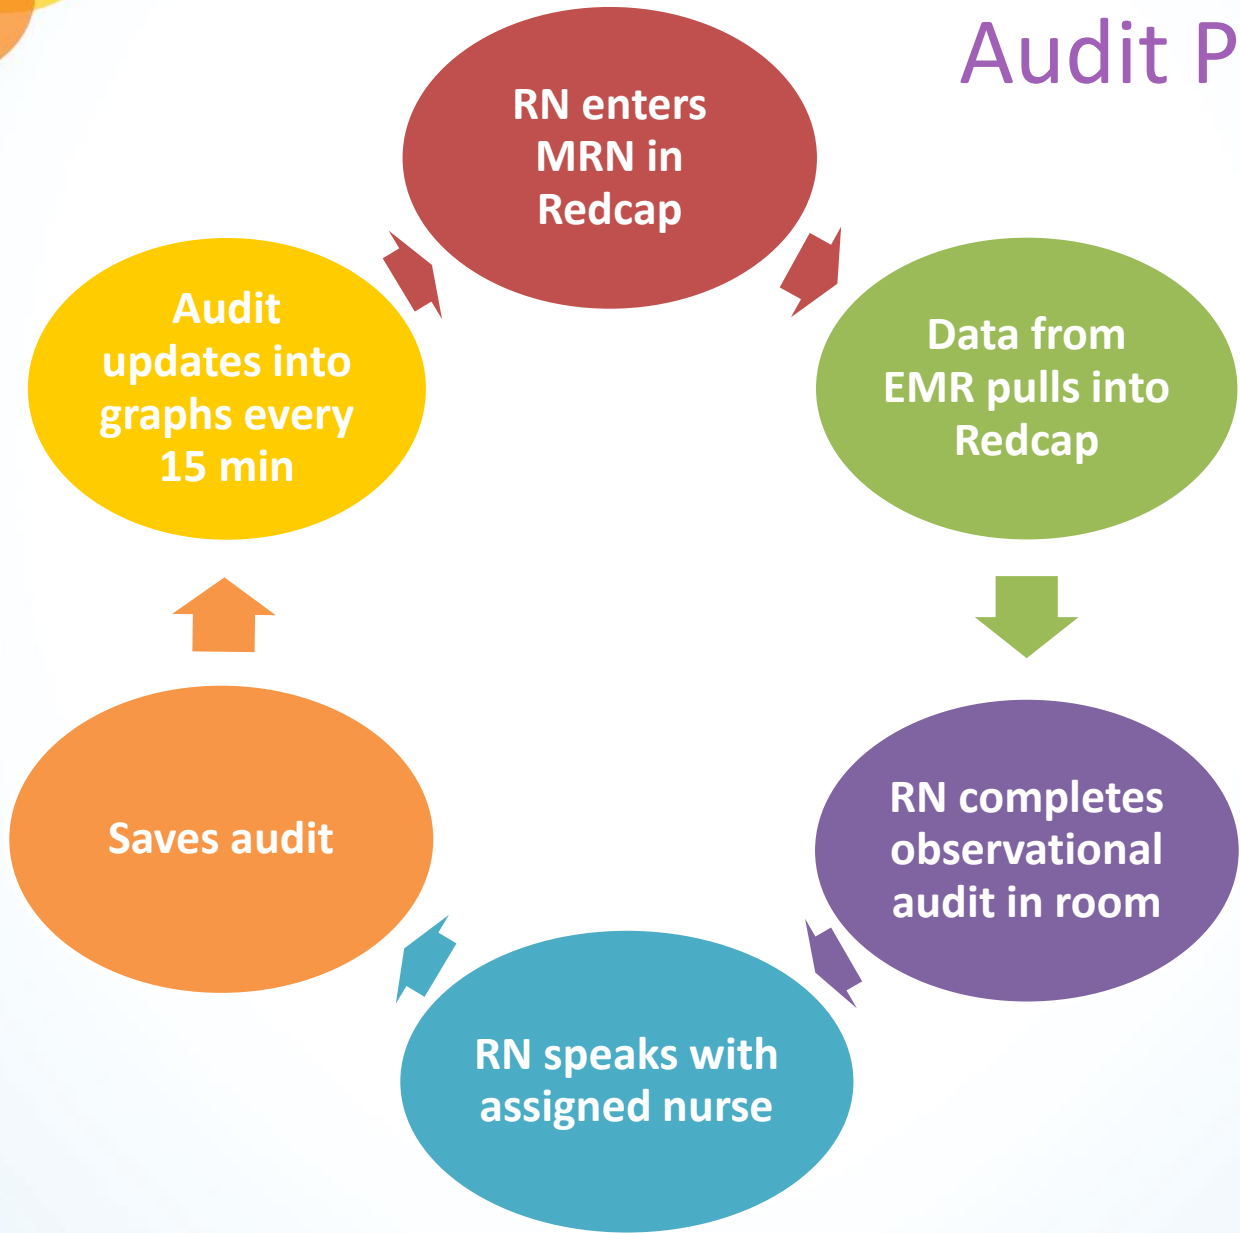 Audit P
RN enters
MRN in
Redcap
Data from
EMR pulls into
Redcap
RN completes
observational
audit in room
RN speaks with
assigned nurse
Saves audit
Audit
updates into
graphs every
15 min